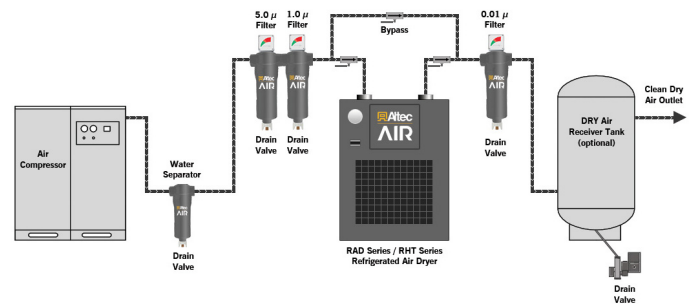 Air
Compressor
Water
Separator
Altec
AIR
Drain
Valve
5.0 μ
Filter
1.0 μ
Filter
Altec
AIR
Altec
AIR
Drain
Valve
Drain
Valve
Bypass
Altec
AIR
RAD Series / RHT Series
Refrigerated Air Dryer
0.01 μ
Filter
Altec
AIR
Drain
Valve
DRY Air
Receiver Tank
(optional)
Clean Dry
Air Outlet
Drain
Valve